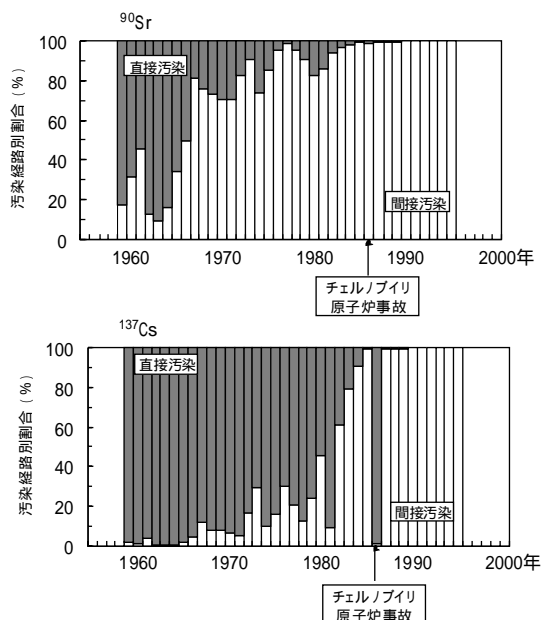 ⁹⁰Sr
汚染経路別割合(%)
100
80
60
40
20
0
直接汚染
間接汚染
1960
1970
1980
1990
2000年
チェルノブイリ
原子炉事故
¹³⁷Cs
汚染経路別割合(%)
100
80
60
40
20
0
直接汚染
間接汚染
1960
1970
1980
1990
2000年
チェルノブイリ
原子炉事故